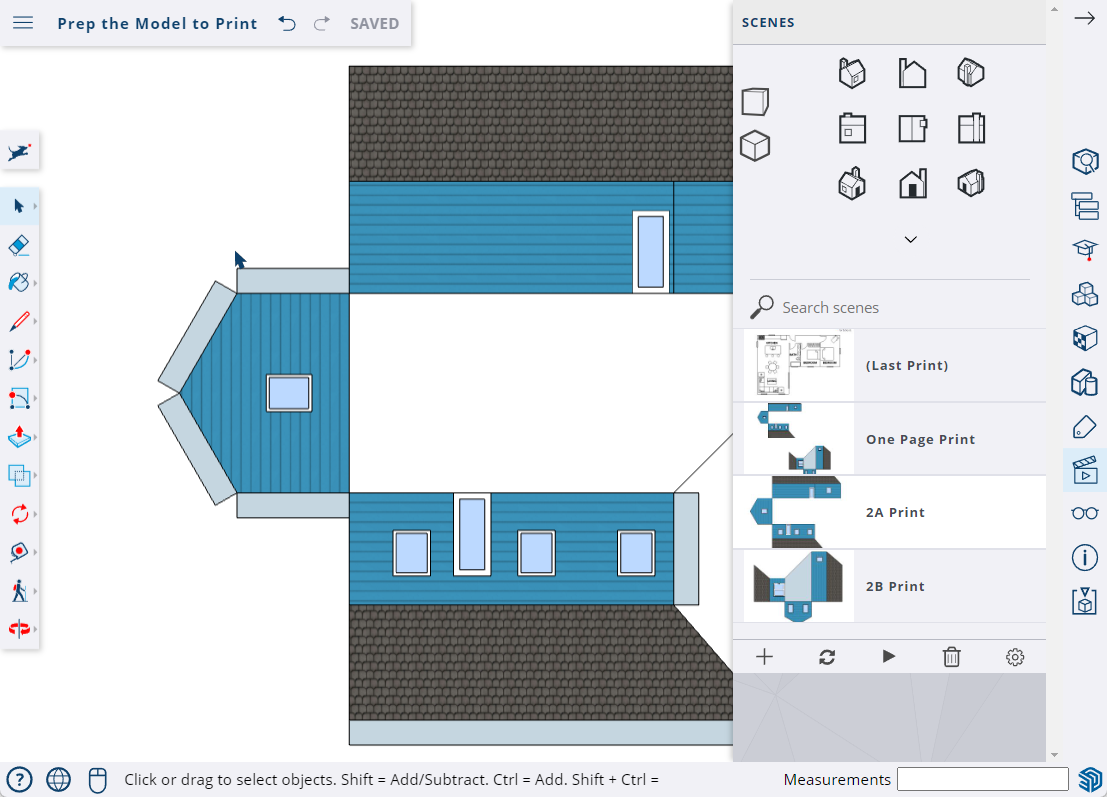 Prep the Model to Print
SAVED
SCENES
Search scenes
(Last Print)
One Page Print
2A Print
2B Print
Click or drag to select objects. Shift = Add/Subtract. Ctrl = Add. Shift + Ctrl =
Measurements